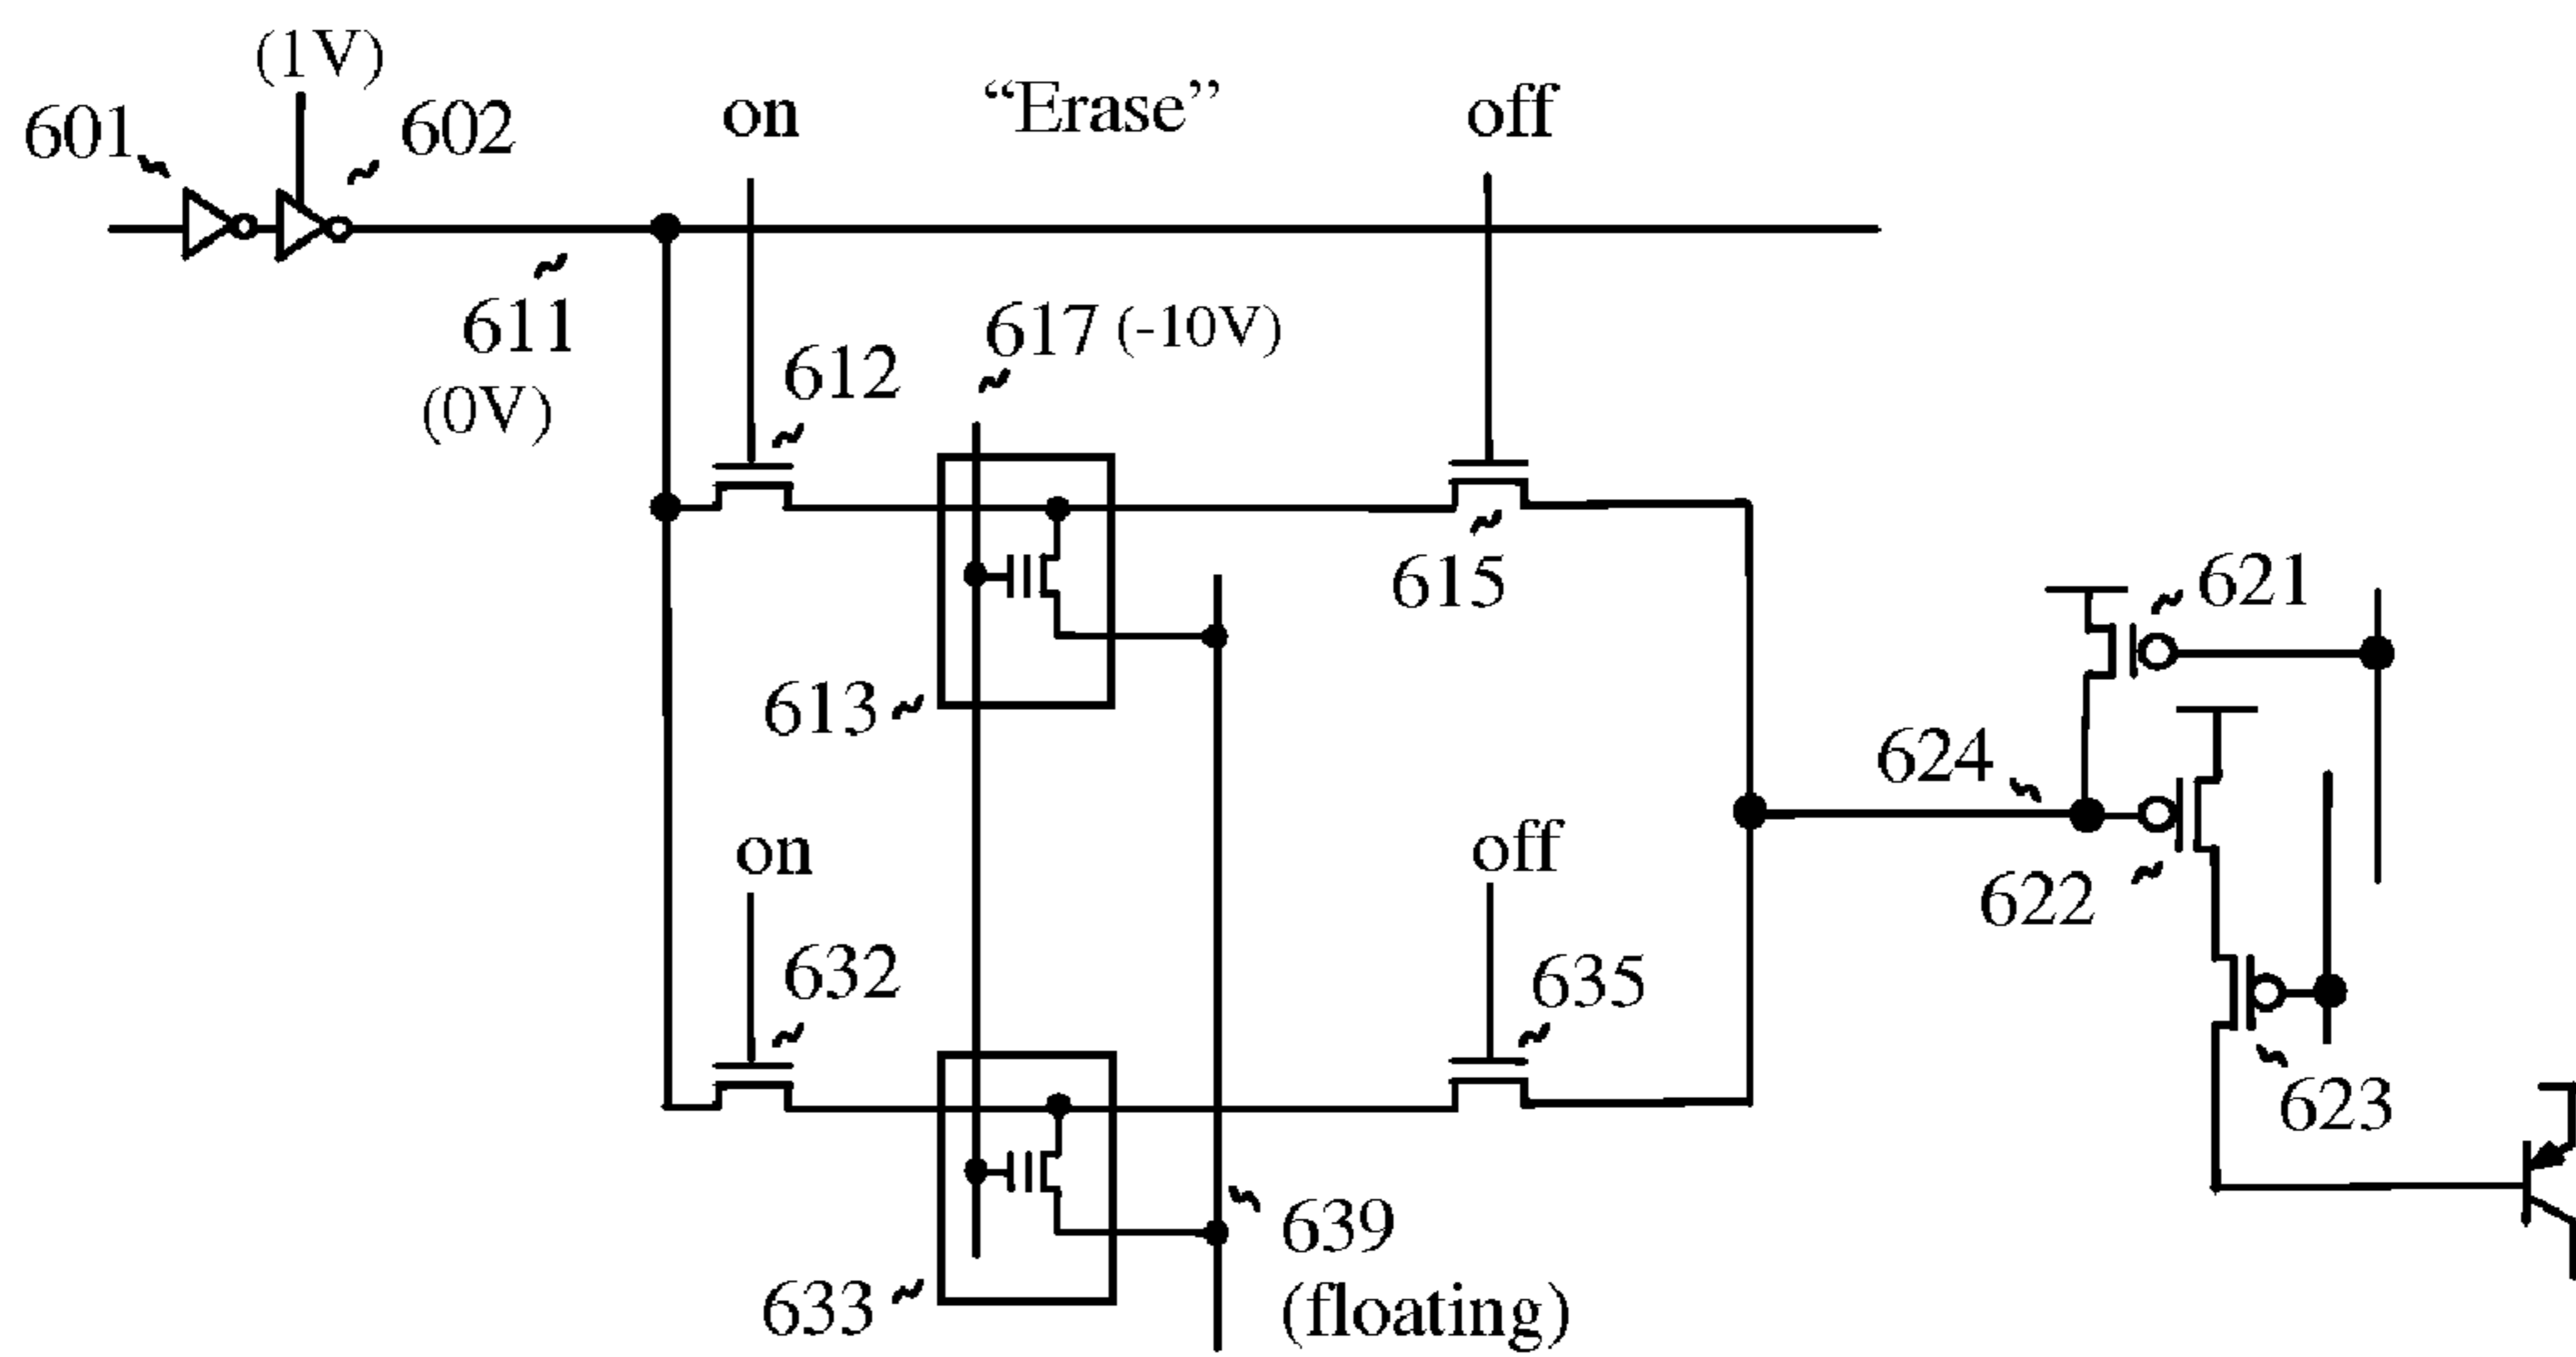 (1V)
601
602
on
“Erase”
off
611
(0V)
617 (-10V)
612
615
621
613
624
on
off
622
632
635
623
639
633
(floating)